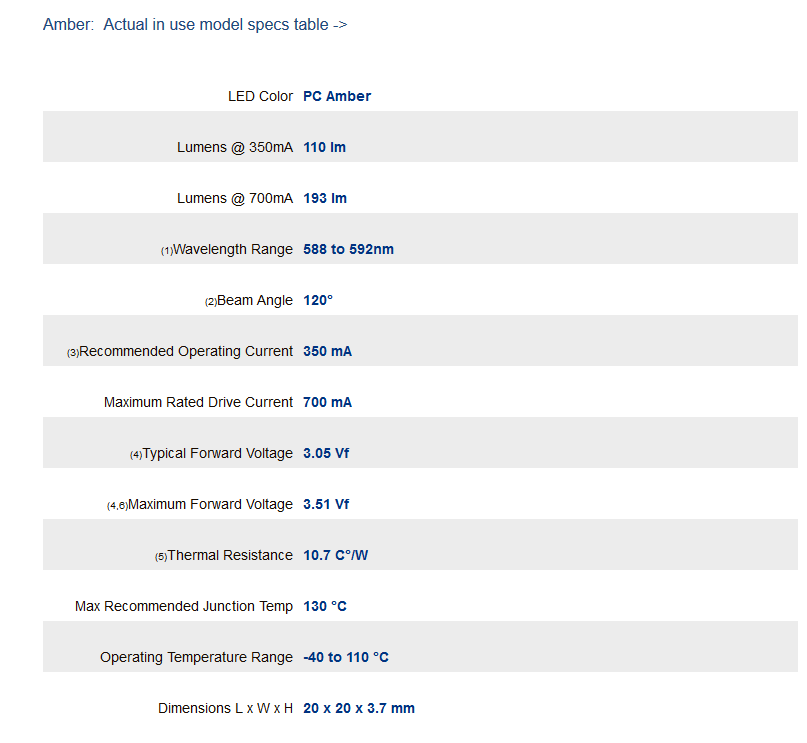 Amber:  Actual in use model specs table ->
LED Color PC Amber
Lumens @ 350mA 110 lm
Lumens @ 700mA 193 lm
(1)Wavelength Range 588 to 592nm
(2)Beam Angle 120°
(3)Recommended Operating Current 350 mA
Maximum Rated Drive Current 700 mA
(4)Typical Forward Voltage 3.05 Vf
(4,6)Maximum Forward Voltage 3.51 Vf
(5)Thermal Resistance 10.7 C°/W
Max Recommended Junction Temp 130 °C
Operating Temperature Range -40 to 110 °C
Dimensions L x W x H 20 x 20 x 3.7 mm